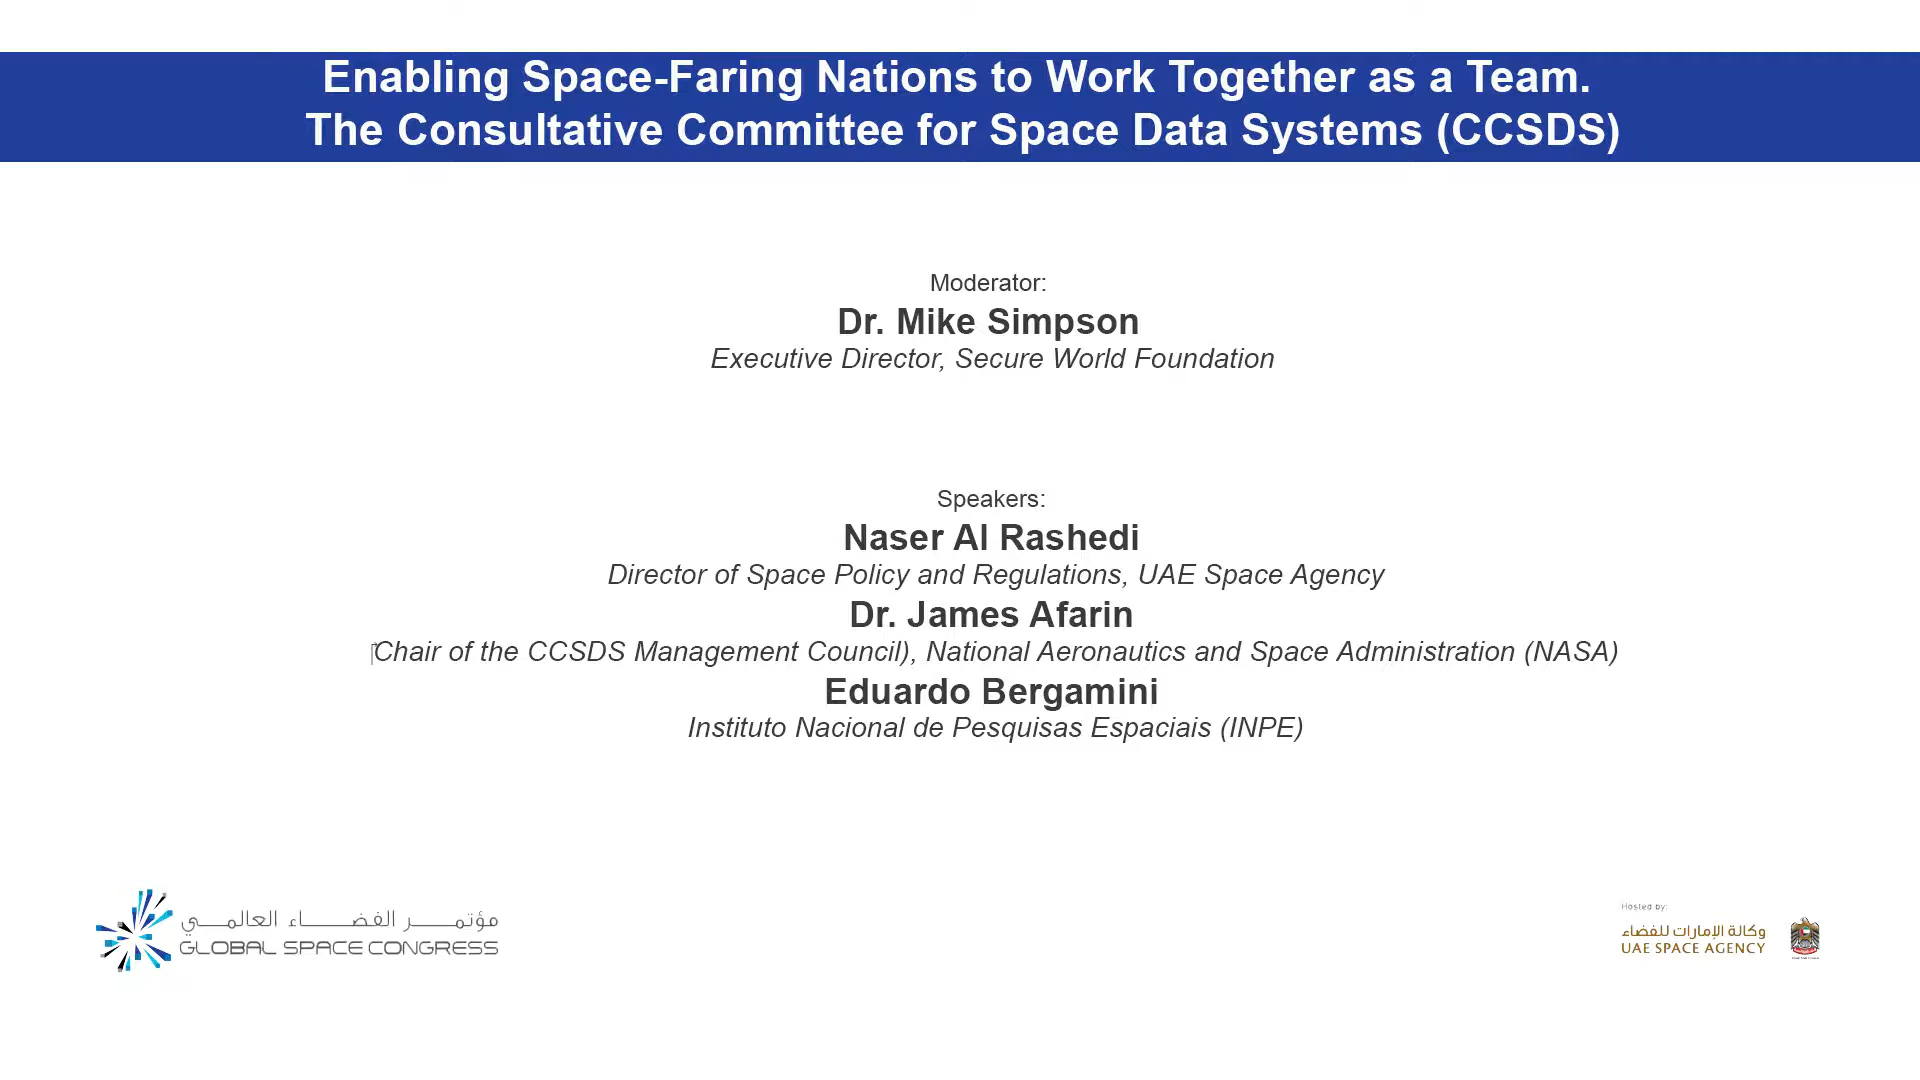 Enabling Space-Faring Nations to Work Together as a Team.
The Consultative Committee for Space Data Systems (CCSDS)
Moderator:
Dr. Mike Simpson
Executive Director, Secure World Foundation
Speakers:
Naser Al Rashedi
Director of Space Policy and Regulations, UAE Space Agency
Dr. James Afarin
Chair of the CCSDS Management Council), National Aeronautics and Space Administration (NASA)
Eduardo Bergamini
Instituto Nacional de Pesquisas Espaciais (INPE)
مؤتمر الفضاء العالمي
GLOBAL SPACE CONGRESS
Hosted by:
وكالة الإمارات للفضاء
UAE SPACE AGENCY